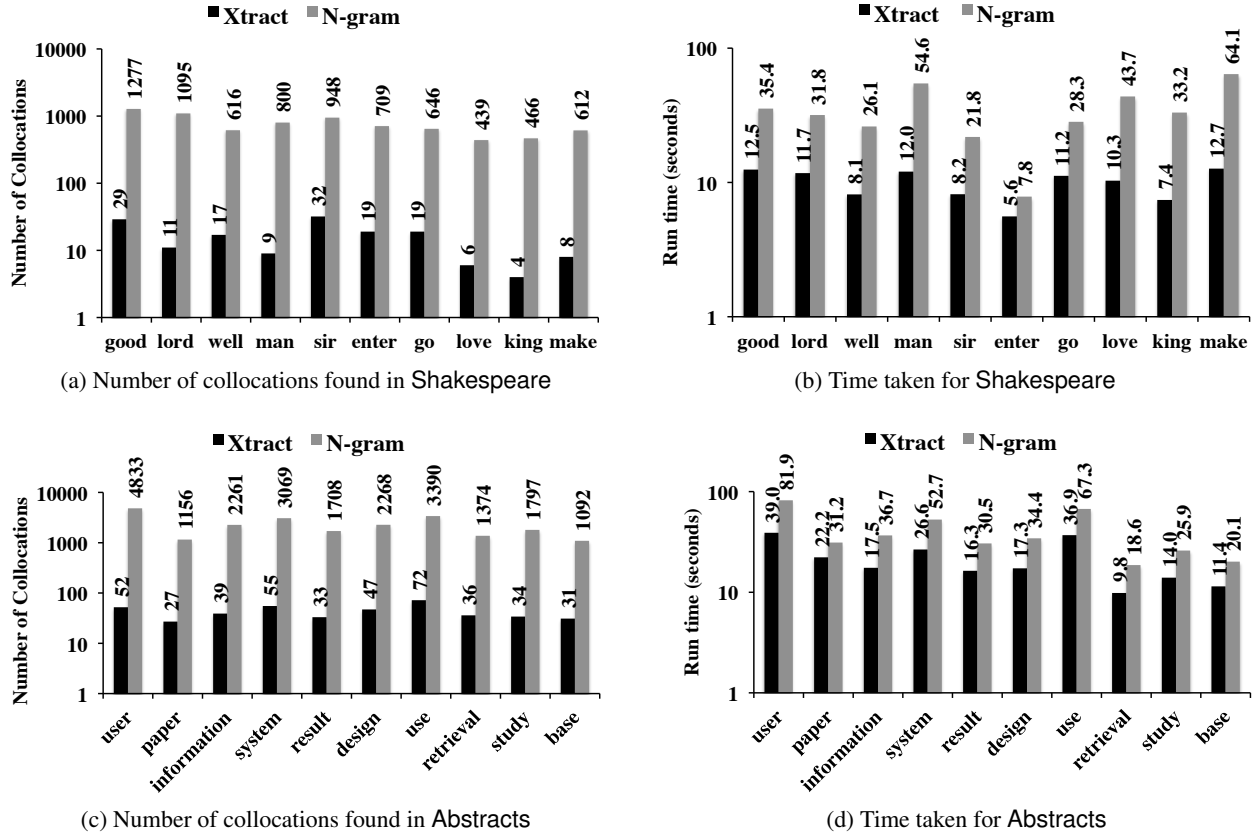 Xtract N-gram
Number of Collocations
10000
1000
100
10
1
29 1277 11 1095 17 616 9 800 32 948 19 709 19 646 6 439 4 466 8 612
good lord well man sir enter go love king make
(a) Number of collocations found in Shakespeare
Xtract N-gram
Run time (seconds)
100
10
1
12.5 35.4 11.7 31.8 8.1 26.1 12.0 54.6 8.2 21.8 5.6 7.8 11.2 28.3 10.3 43.7 7.4 33.2 12.7 64.1
good lord well man sir enter go love king make
(b) Time taken for Shakespeare
Xtract N-gram
Number of Collocations
10000
1000
100
10
1
52 4833 27 1156 39 2261 55 3069 33 1708 47 2268 72 3390 36 1374 34 1797 31 1092
user paper information system result design use retrieval study base
(c) Number of collocations found in Abstracts
Xtract N-gram
Run time (seconds)
100
10
1
39.0 81.9 22.2 31.2 17.5 36.7 26.6 52.7 16.3 30.5 17.3 34.4 36.9 67.3 9.8 18.6 14.0 25.9 11.4 20.1
user paper information system result design use retrieval study base
(d) Time taken for Abstracts